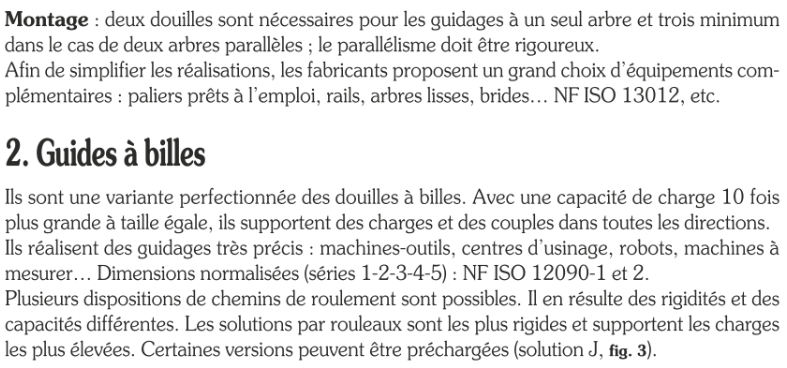 Montage : deux douilles sont nécessaires pour les guidages à un seul arbre et trois minimum
dans le cas de deux arbres parallèles ; le parallélisme doit être rigoureux.
Afin de simplifier les réalisations, les fabricants proposent un grand choix d'équipements com-
plémentaires : paliers prêts à l'emploi, rails, arbres lisses, brides... NF ISO 13012, etc.
2. Guides à billes
Ils sont une variante perfectionnée des douilles à billes. Avec une capacité de charge 10 fois
plus grande à taille égale, ils supportent des charges et des couples dans toutes les directions.
Ils réalisent des guidages très précis : machines-outils, centres d'usinage, robots, machines à
mesurer... Dimensions normalisées (séries 1-2-3-4-5) : NF ISO 12090-1 et 2.
Plusieurs dispositions de chemins de roulement sont possibles. Il en résulte des rigidités et des
capacités différentes. Les solutions par rouleaux sont les plus rigides et supportent les charges
les plus élevées. Certaines versions peuvent être préchargées (solution J, fig. 3).